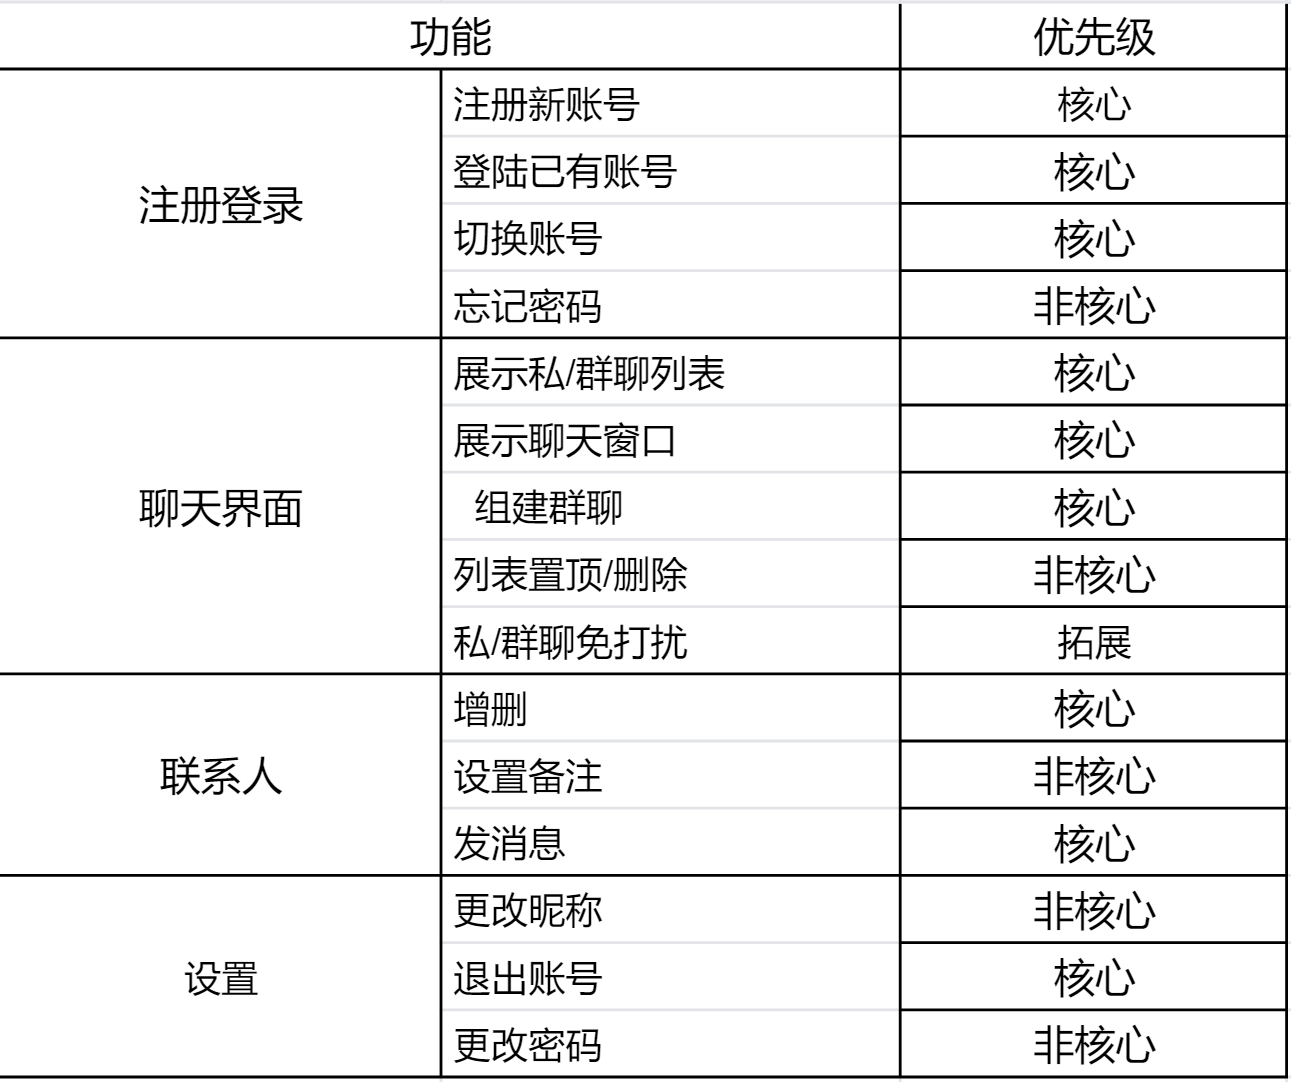 功能 优先级
注册登录
注册新账号 核心
登陆已有账号 核心
切换账号 核心
忘记密码 非核心
聊天界面
展示私/群聊列表 核心
展示聊天窗口 核心
组建群聊 核心
列表置顶/删除 非核心
私/群聊免打扰 拓展
联系人
增删 核心
设置备注 非核心
发消息 核心
设置
更改昵称 非核心
退出账号 核心
更改密码 非核心